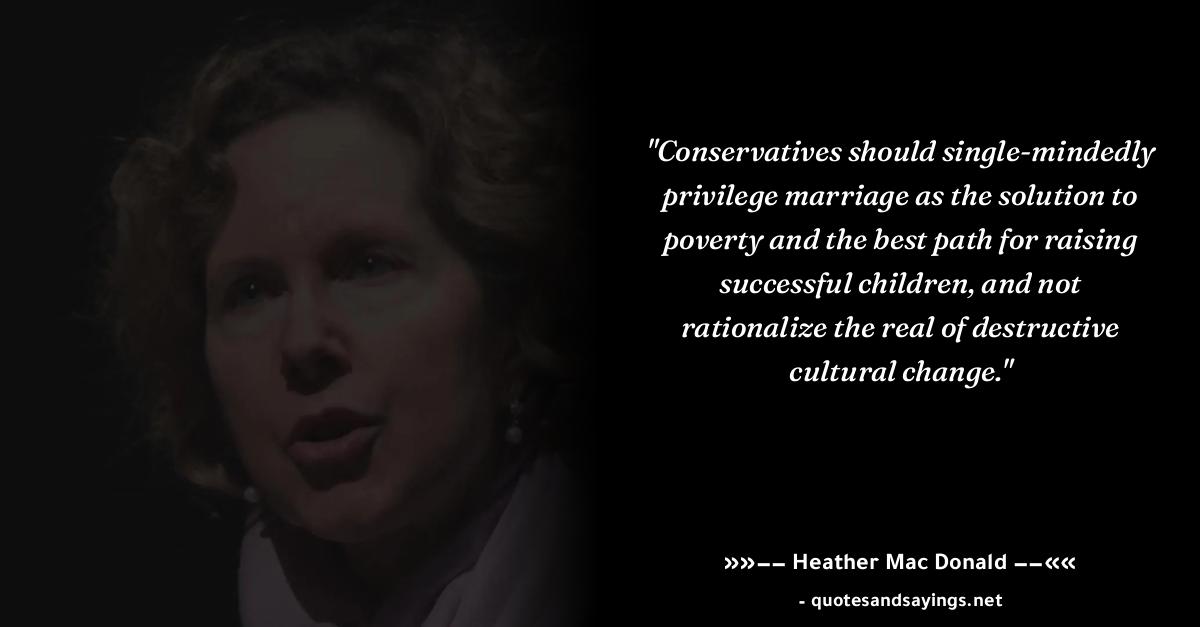 "Conservatives should single-mindedly
privilege marriage as the solution to
poverty and the best path for raising
successful children, and not
rationalize the real of destructive
cultural change."
»»-- Heather Mac Donald --««
- quotesandsayings.net